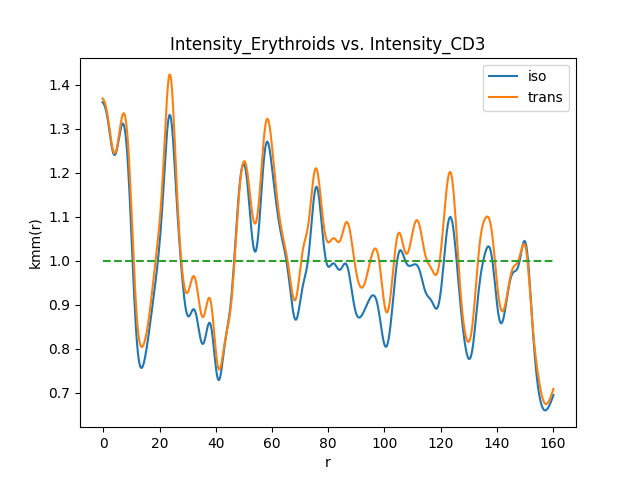 Intensity_Erythroids vs. Intensity_CD3
iso
trans
kmm(r)
1.4
1.3
1.2
1.1
1.0
0.9
0.8
0.7
0 20 40 60 80 100 120 140 160
r